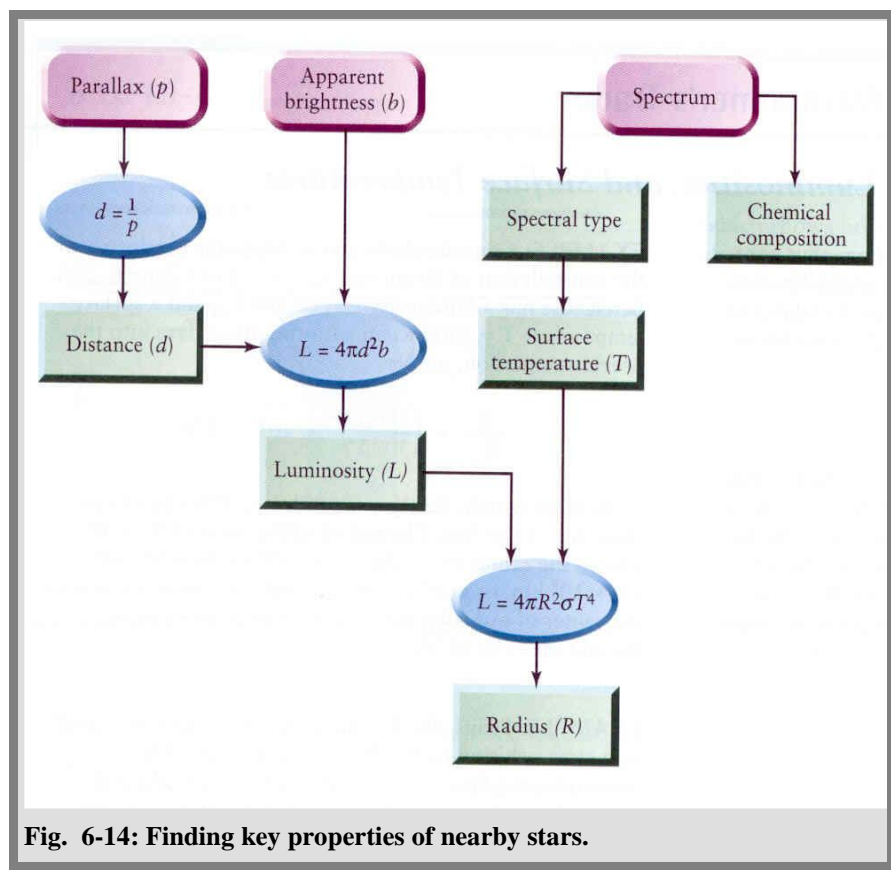 Parallax (p)
Apparent
brightness (b)
Spectrum
d = 1/p
Spectral type
Chemical
composition
Distance (d)
L = 4πd²b
Surface
temperature (T)
Luminosity (L)
L = 4πR²σT⁴
Radius (R)
Fig. 6-14: Finding key properties of nearby stars.